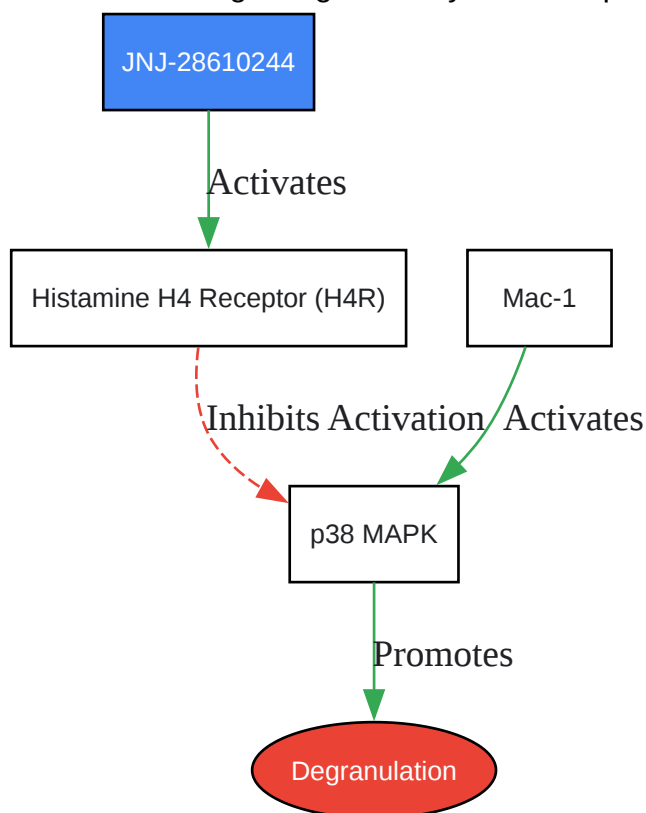 JNJ-28610244
Activates
Histamine H4 Receptor (H4R)
Mac-1
Inhibits Activation
Activates
p38 MAPK
Promotes
Degranulation